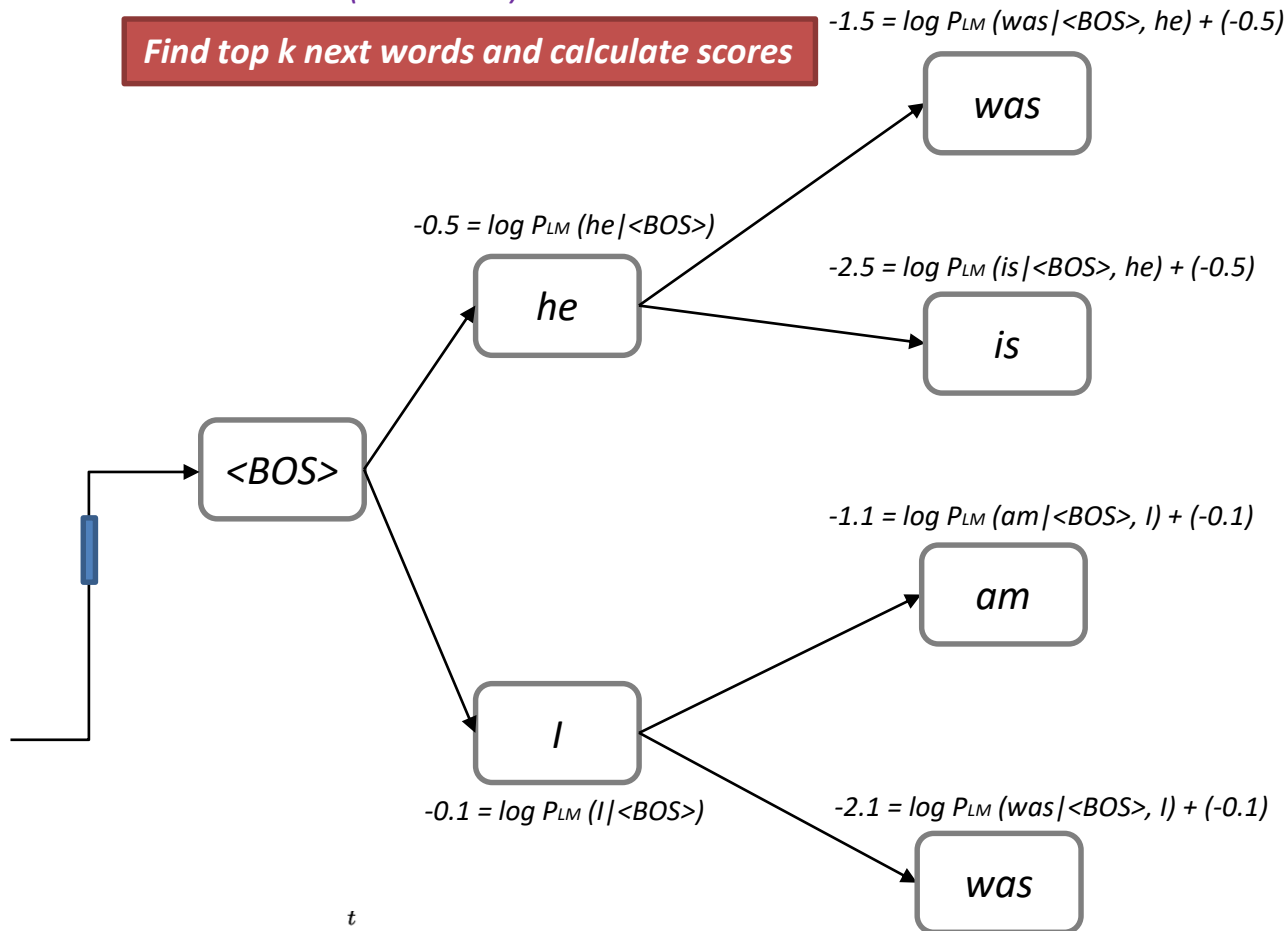 Find top k next words and calculate scores
-1.5 = log PLM (was|<BOS>, he) + (-0.5)
was
-0.5 = log PLM (he|<BOS>)
he
-2.5 = log PLM (is|<BOS>, he) + (-0.5)
is
<BOS>
-1.1 = log PLM (am|<BOS>, I) + (-0.1)
am
I
-0.1 = log PLM (I|<BOS>)
-2.1 = log PLM (was|<BOS>, I) + (-0.1)
was
t